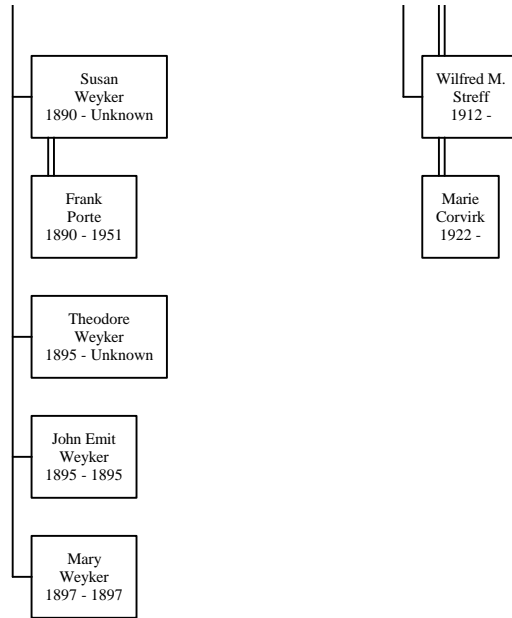 Susan
Weyker
1890 - Unknown
Frank
Porte
1890 - 1951
Theodore
Weyker
1895 - Unknown
John Emit
Weyker
1895 - 1895
Mary
Weyker
1897 - 1897
Wilfred M.
Streff
1912 -
Marie
Corvirk
1922 -